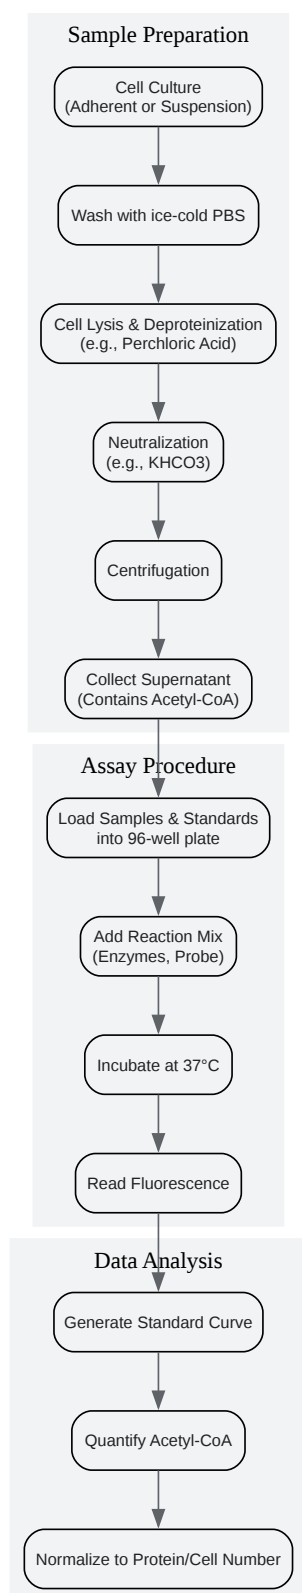 Sample Preparation
Cell Culture
(Adherent or Suspension)
Wash with ice-cold PBS
Cell Lysis & Deproteinization
(e.g., Perchloric Acid)
Neutralization
(e.g., KHCO3)
Centrifugation
Collect Supernatant
(Contains Acetyl-CoA)
Assay Procedure
Load Samples & Standards
into 96-well plate
Add Reaction Mix
(Enzymes, Probe)
Incubate at 37°C
Read Fluorescence
Data Analysis
Generate Standard Curve
Quantify Acetyl-CoA
Normalize to Protein/Cell Number